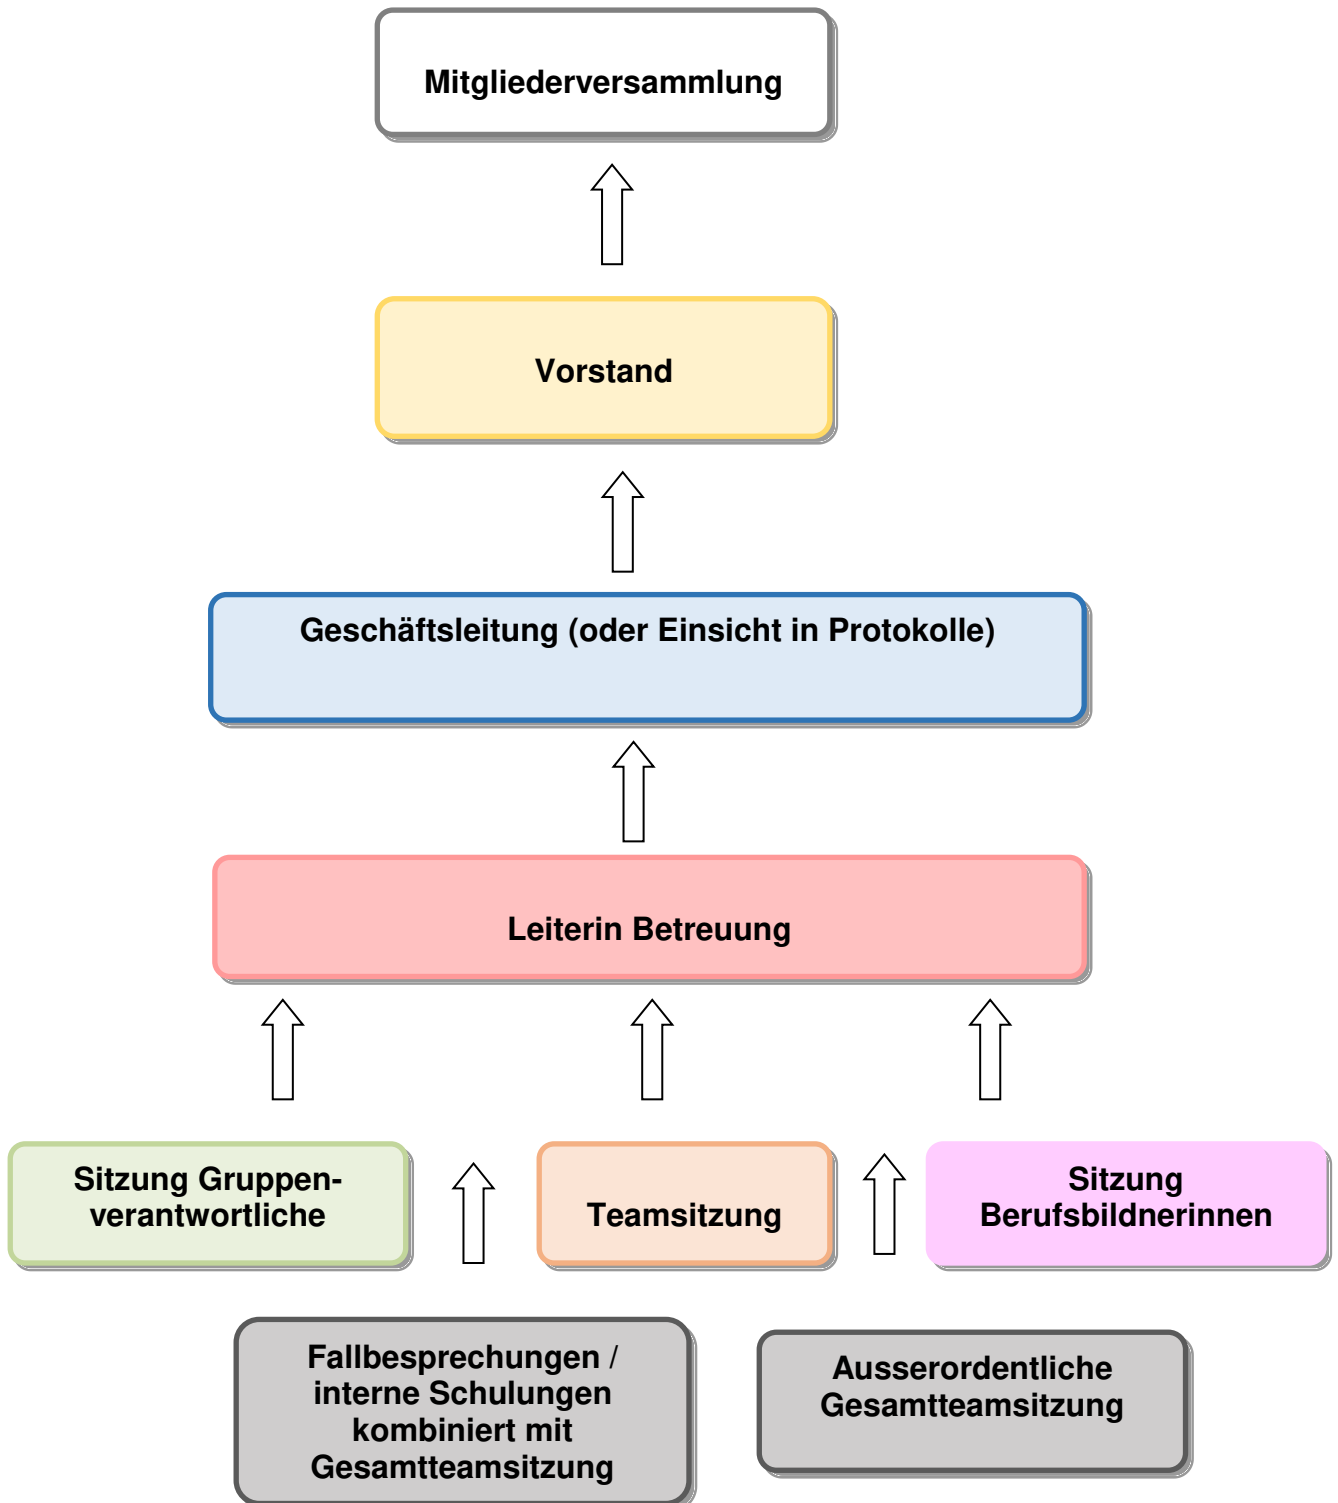 Mitgliederversammlung
Vorstand
Geschäftsleitung (oder Einsicht in Protokolle)
Leiterin Betreuung
Sitzung Gruppen-
verantwortliche
Teamsitzung
Sitzung
Berufsbildnerinnen
Fallbesprechungen /
interne Schulungen
kombiniert mit
Gesamtteamsitzung
Ausserordentliche
Gesamtteamsitzung